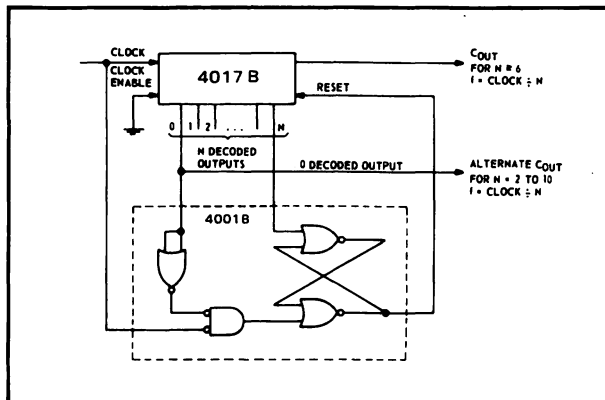 CLOCK
CLOCK
ENABLE
4017 B
COUT
FOR N ≥ 6
f = CLOCK ÷ N
RESET
0 1 2 ... N
N DECODED
OUTPUTS
0 DECODED OUTPUT
ALTERNATE COUT
FOR N = 2 TO 10
f = CLOCK ÷ N
4001B